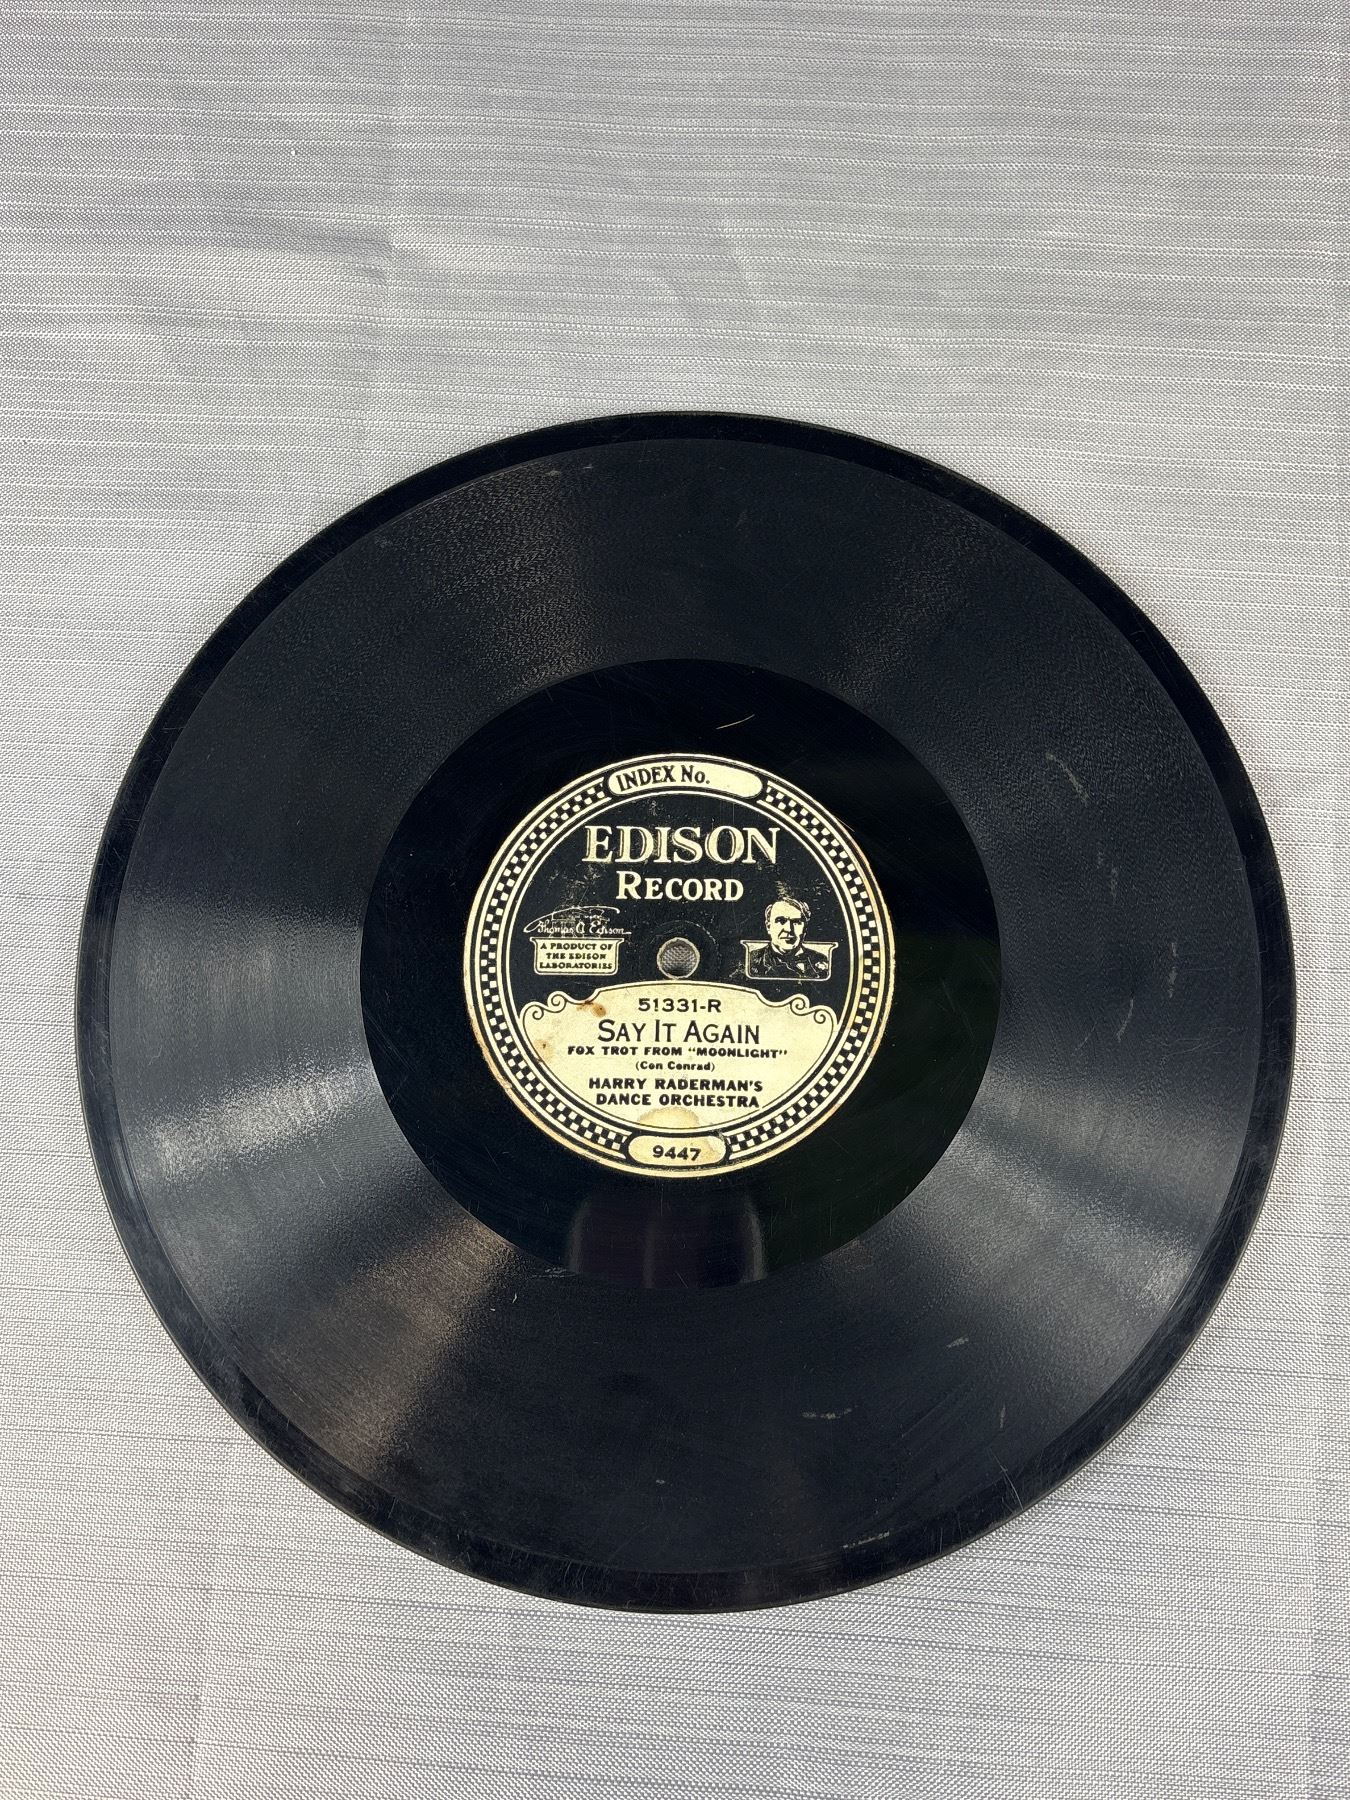 INDEX No.
EDISON
RECORD
Thomas A Edison
A PRODUCT OF
THE EDISON
LABORATORIES
51331-R
SAY IT AGAIN
FOX TROT FROM "MOONLIGHT"
(Con Conrad)
HARRY RADERMAN'S
DANCE ORCHESTRA
9447